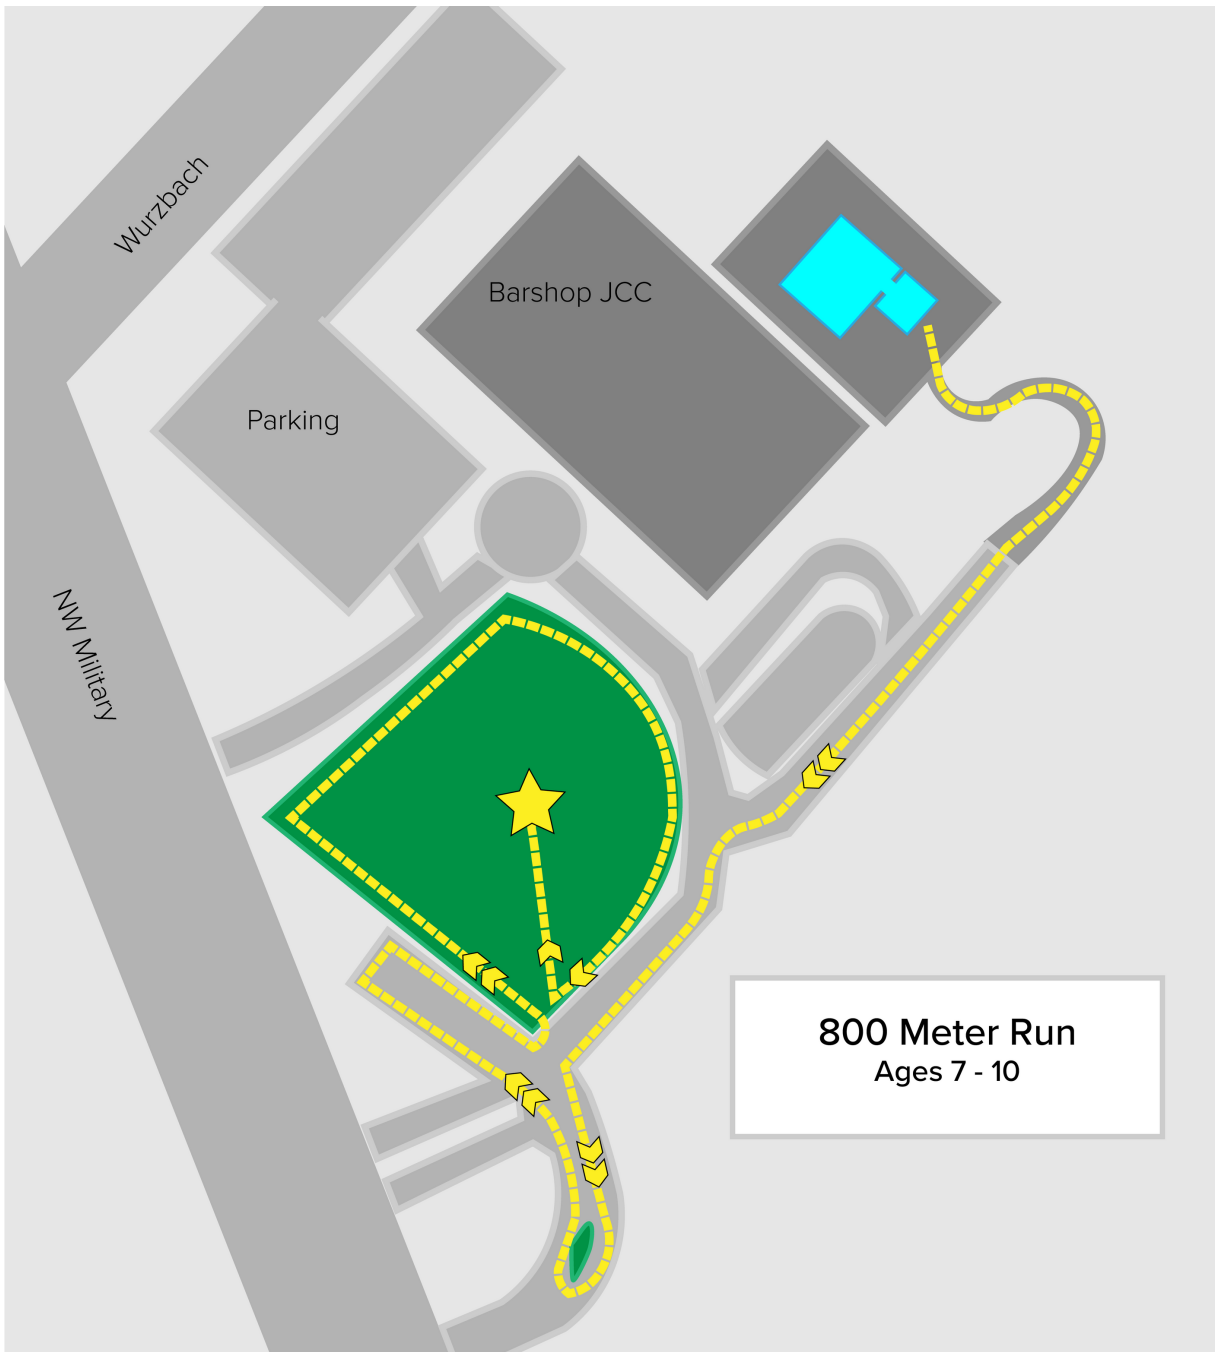 Wurzbach
Barshop JCC
Parking
NW Military
800 Meter Run
Ages 7 - 10